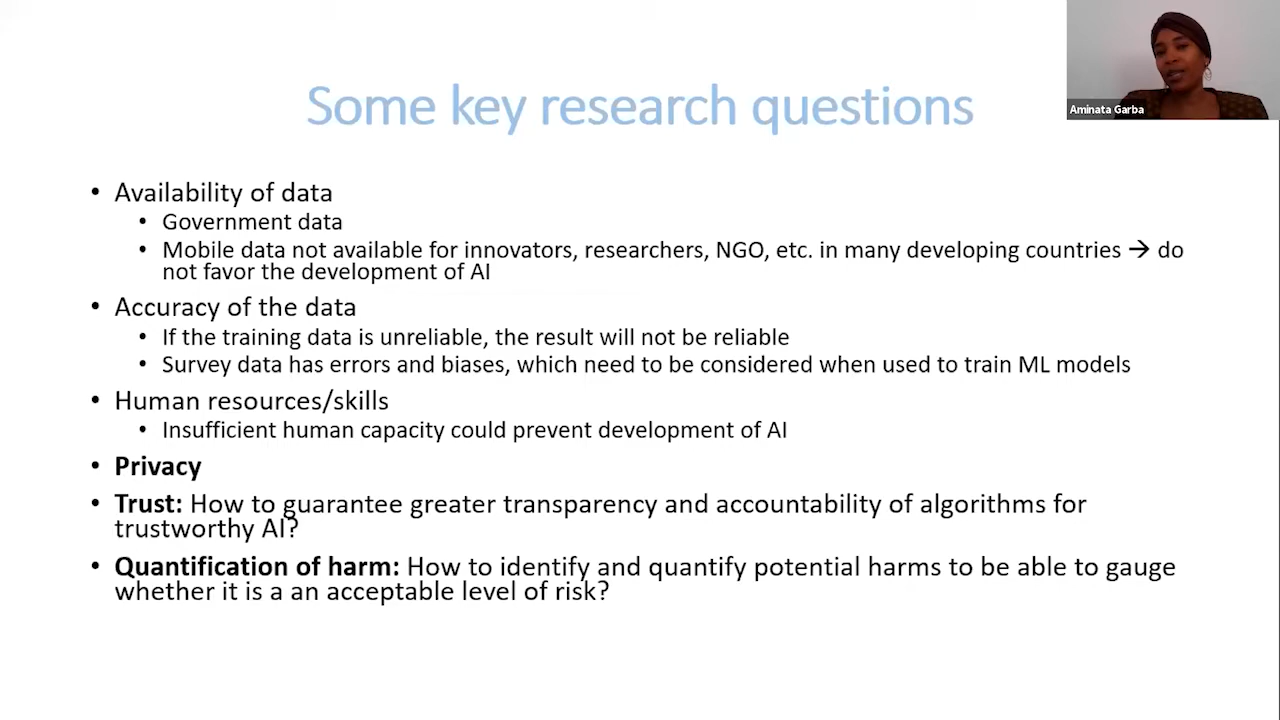 Some key research questions
Aminata Garba
• Availability of data
• Government data
• Mobile data not available for innovators, researchers, NGO, etc. in many developing countries → do
not favor the development of AI
• Accuracy of the data
• If the training data is unreliable, the result will not be reliable
• Survey data has errors and biases, which need to be considered when used to train ML models
• Human resources/skills
• Insufficient human capacity could prevent development of AI
• Privacy
• Trust: How to guarantee greater transparency and accountability of algorithms for
trustworthy AI?
• Quantification of harm: How to identify and quantify potential harms to be able to gauge
whether it is a an acceptable level of risk?